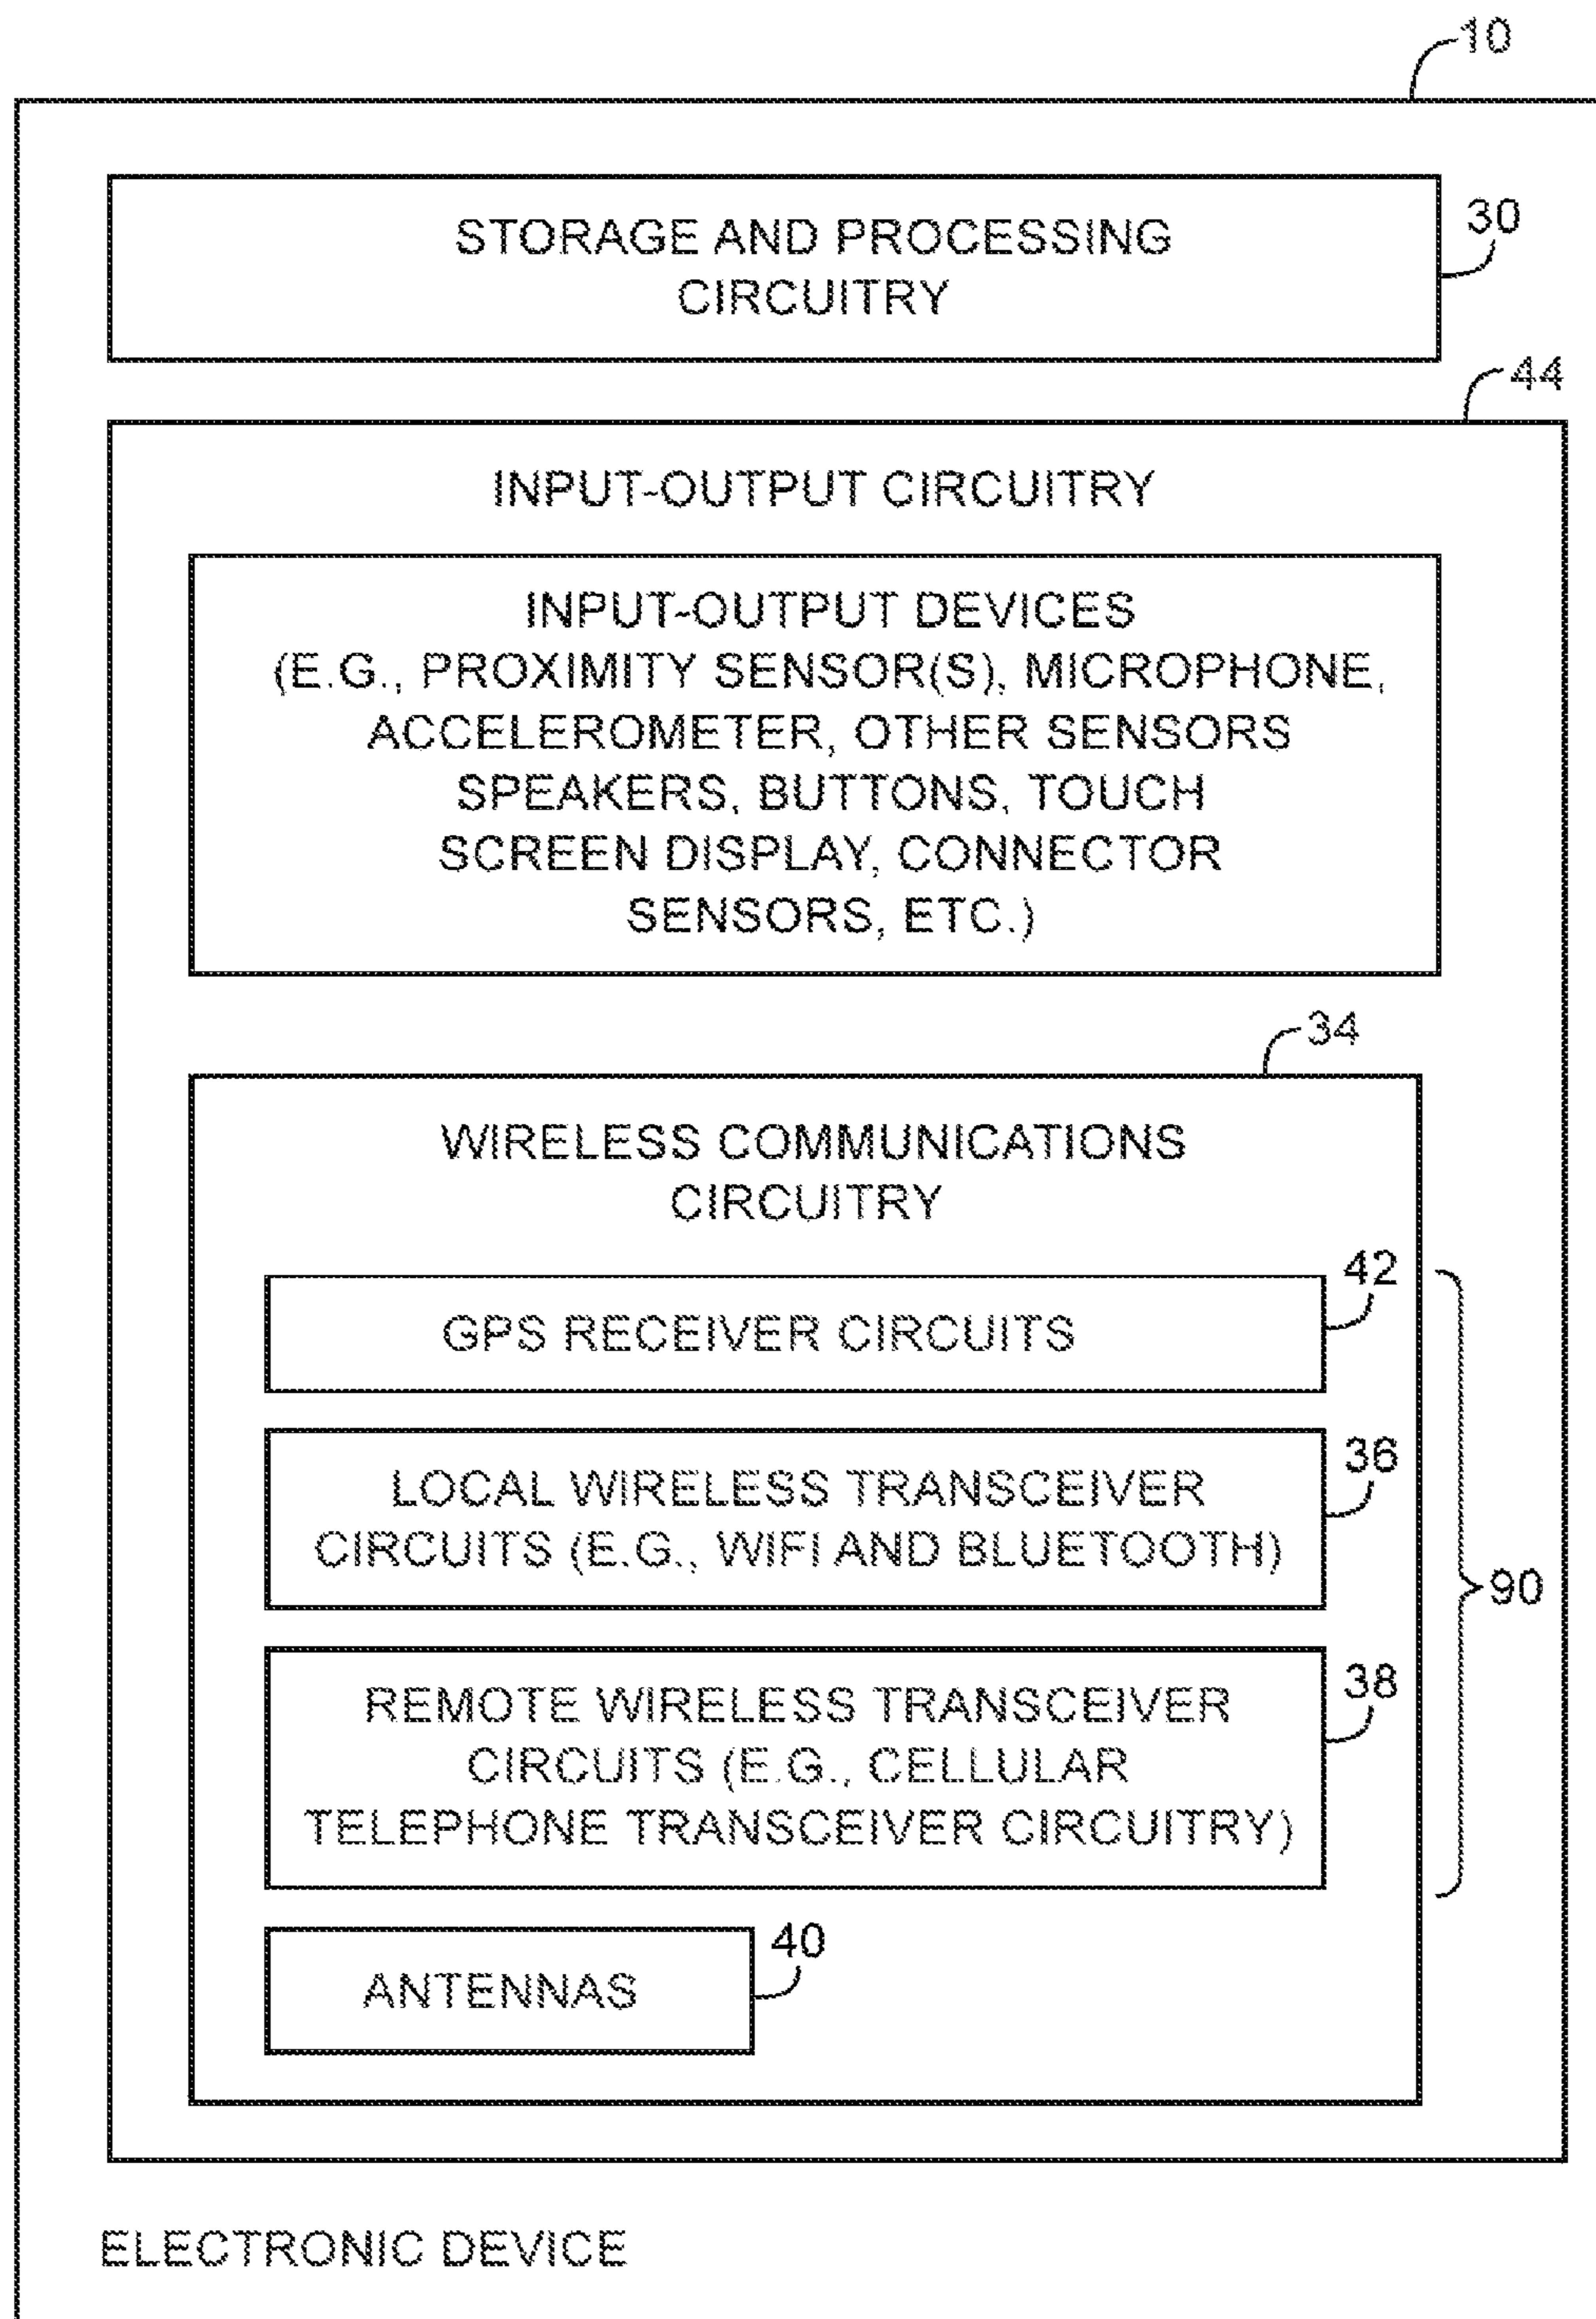 10
STORAGE AND PROCESSING
CIRCUITRY
30
44
INPUT-OUTPUT CIRCUITRY
INPUT-OUTPUT DEVICES
(E.G., PROXIMITY SENSOR(S), MICROPHONE,
ACCELEROMETER, OTHER SENSORS
SPEAKERS, BUTTONS, TOUCH
SCREEN DISPLAY, CONNECTOR
SENSORS, ETC.)
34
WIRELESS COMMUNICATIONS
CIRCUITRY
42
GPS RECEIVER CIRCUITS
36
LOCAL WIRELESS TRANSCEIVER
CIRCUITS (E.G., WIFI AND BLUETOOTH)
90
38
REMOTE WIRELESS TRANSCEIVER
CIRCUITS (E.G., CELLULAR
TELEPHONE TRANSCEIVER CIRCUITRY)
40
ANTENNAS
ELECTRONIC DEVICE